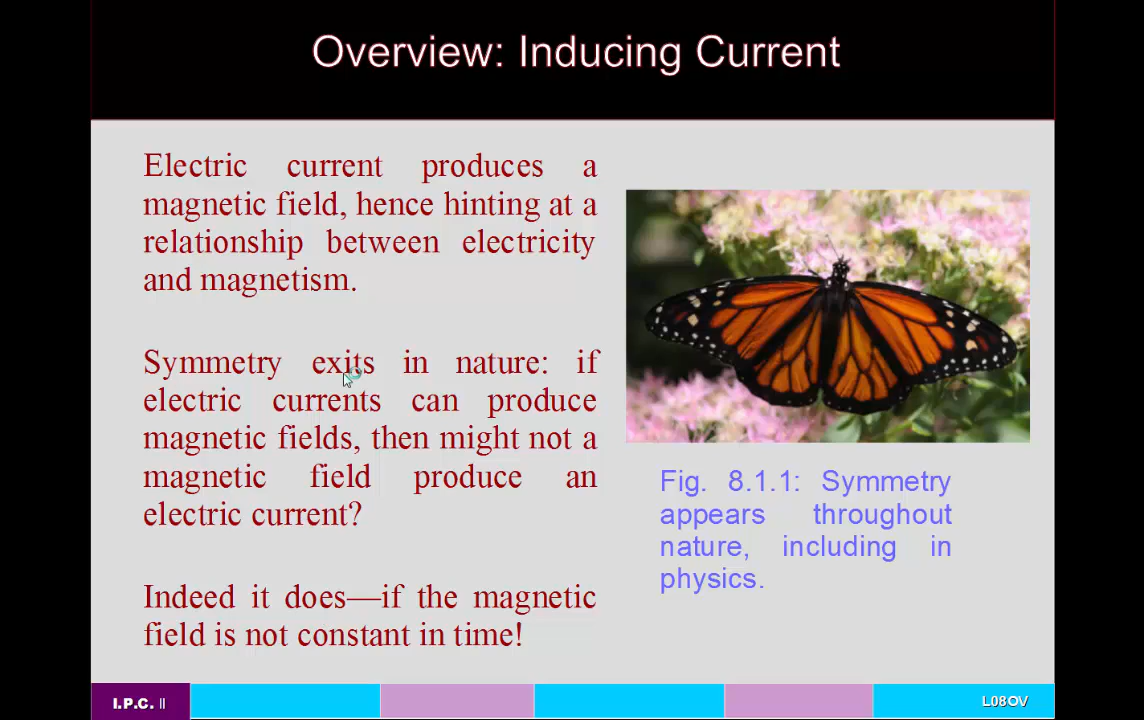 Overview: Inducing Current
Electric current produces a
magnetic field, hence hinting at a
relationship between electricity
and magnetism.
Symmetry exits in nature: if
electric currents can produce
magnetic fields, then might not a
magnetic field produce an
electric current?
Indeed it does—if the magnetic
field is not constant in time!
Fig. 8.1.1: Symmetry
appears throughout
nature, including in
physics.
I.P.C. II
L08OV